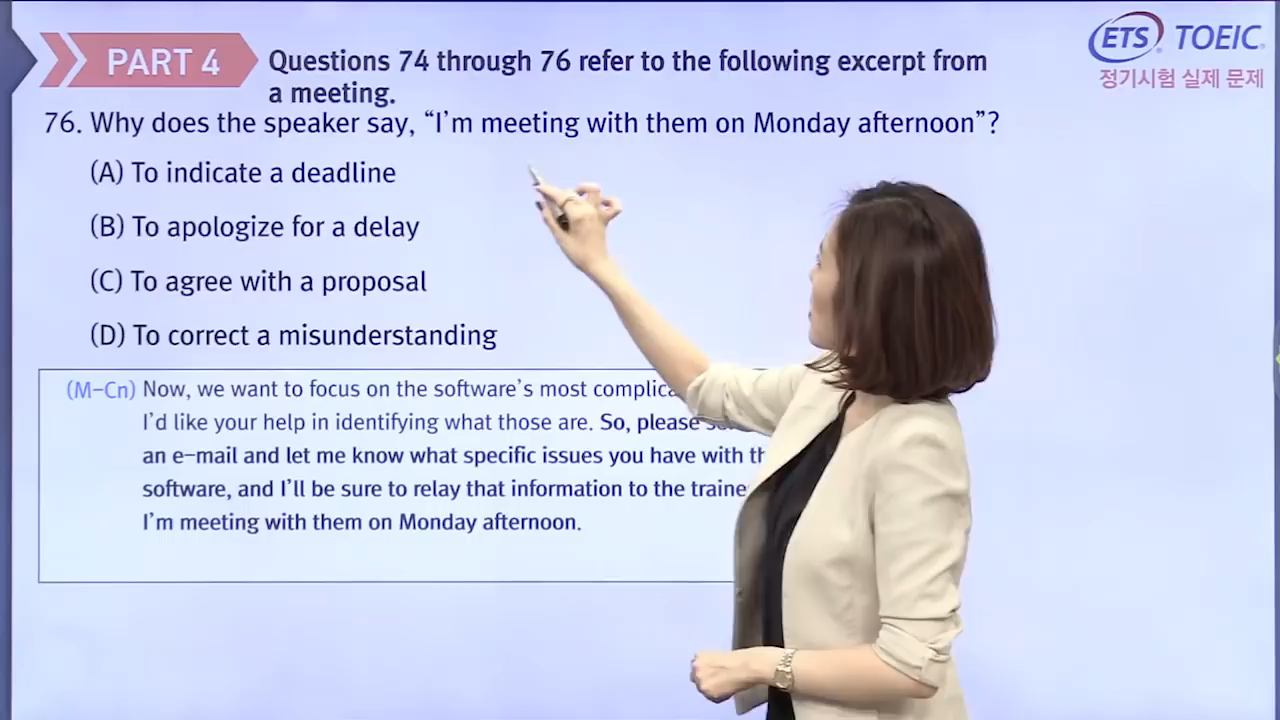 PART 4
Questions 74 through 76 refer to the following excerpt from
a meeting.
ETS TOEIC
정기시험 실제 문제
76. Why does the speaker say, “I’m meeting with them on Monday afternoon”?
(A) To indicate a deadline
(B) To apologize for a delay
(C) To agree with a proposal
(D) To correct a misunderstanding
(M-Cn) Now, we want to focus on the software’s most
I’d like your help in identifying what those are. So, please
an e-mail and let me know what specific issues you have with
software, and I’ll be sure to relay that information to the
I’m meeting with them on Monday afternoon.